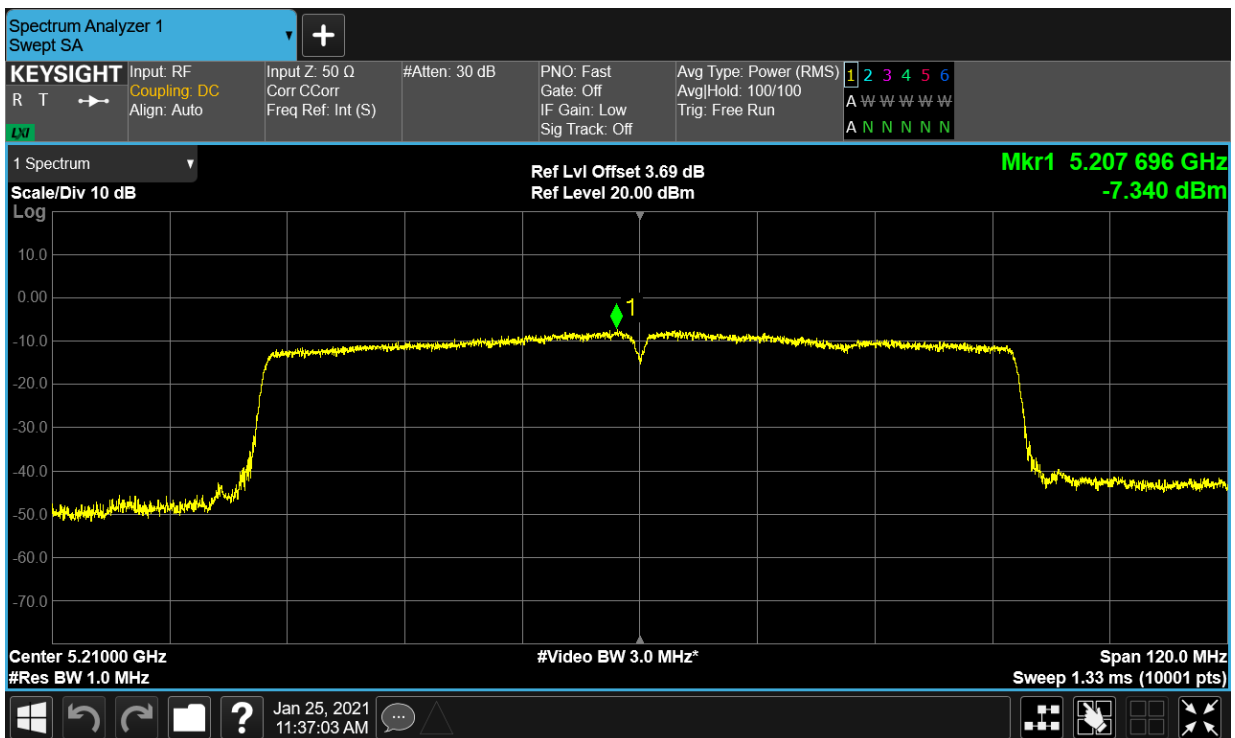 Spectrum Analyzer 1
Swept SA
KEYSIGHT
R T
LXI
Input: RF
Coupling: DC
Align: Auto
Input Z: 50 Ω
Corr CCorr
Freq Ref: Int (S)
#Atten: 30 dB
PNO: Fast
Gate: Off
IF Gain: Low
Sig Track: Off
Avg Type: Power (RMS)
Avg|Hold: 100/100
Trig: Free Run
1 2 3 4 5 6
A W W W W W
A N N N N N
1 Spectrum
Scale/Div 10 dB
Log
Ref Lvl Offset 3.69 dB
Ref Level 20.00 dBm
Mkr1 5.207 696 GHz
-7.340 dBm
10.0
0.00
1
-10.0
-20.0
-30.0
-40.0
-50.0
-60.0
-70.0
Center 5.21000 GHz
#Res BW 1.0 MHz
#Video BW 3.0 MHz*
Span 120.0 MHz
Sweep 1.33 ms (10001 pts)
?
Jan 25, 2021
11:37:03 AM